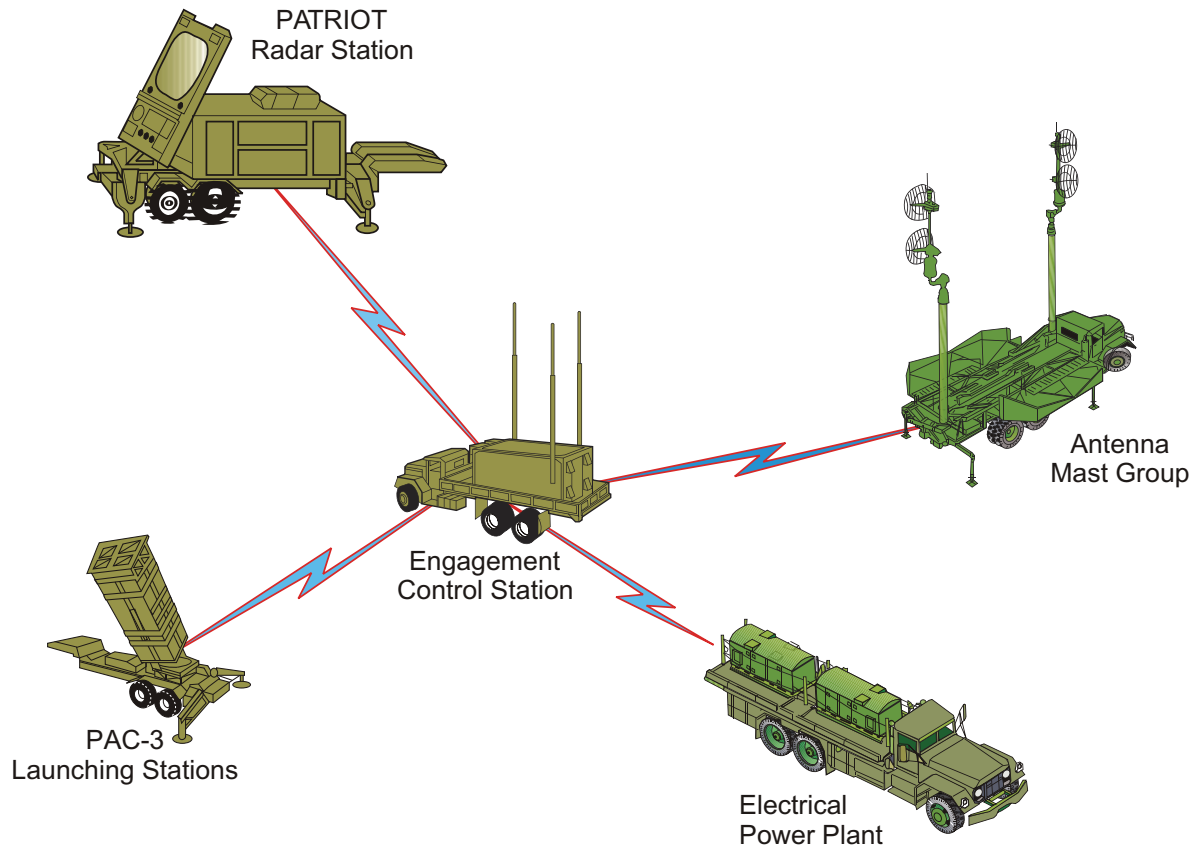 PATRIOT
Radar Station
Antenna
Mast Group
Engagement
Control Station
PAC-3
Launching Stations
Electrical
Power Plant